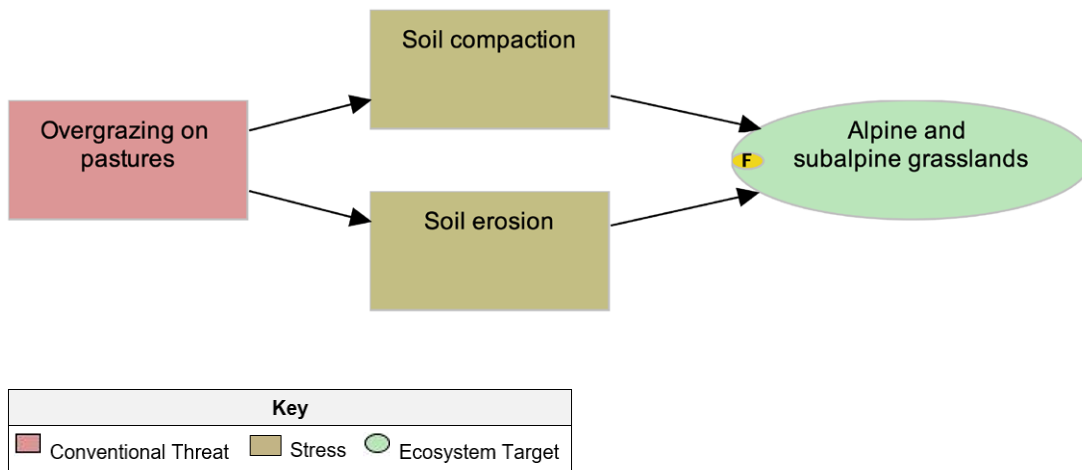 Soil compaction
Overgrazing on
pastures
Alpine and
subalpine grasslands
F
Soil erosion
Key
Conventional Threat Stress Ecosystem Target